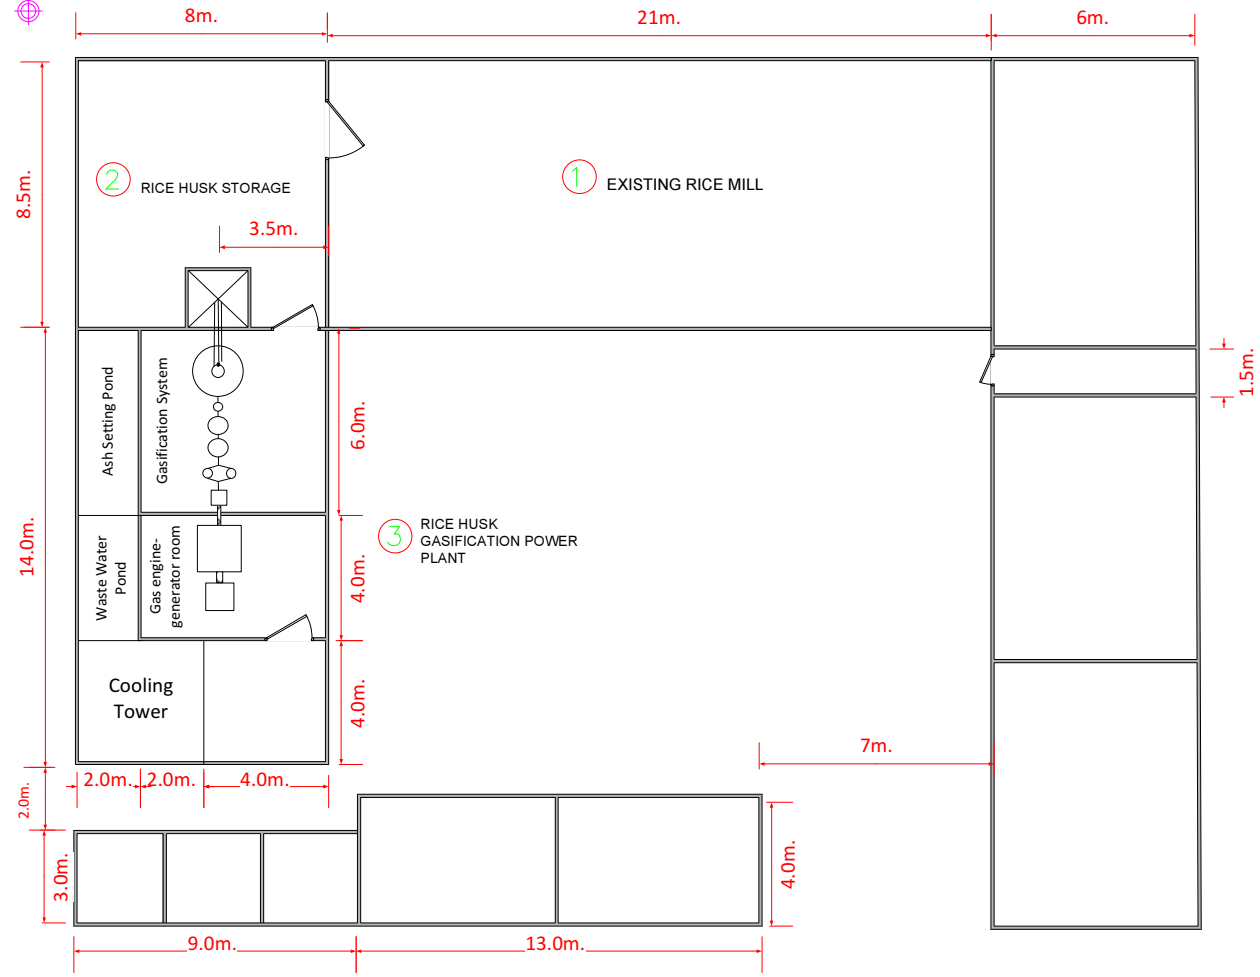 8m.
21m.
6m.
8.5m.
2
RICE HUSK STORAGE
1
EXISTING RICE MILL
3.5m.
14.0m.
Ash Setting Pond
Gasification System
6.0m.
1.5m.
3
RICE HUSK
GASIFICATION POWER
PLANT
Waste Water
Pond
Gas engine-
generator room
4.0m.
Cooling
Tower
4.0m.
7m.
2.0m.
2.0m.
4.0m.
2.0m.
3.0m.
4.0m.
9.0m.
13.0m.